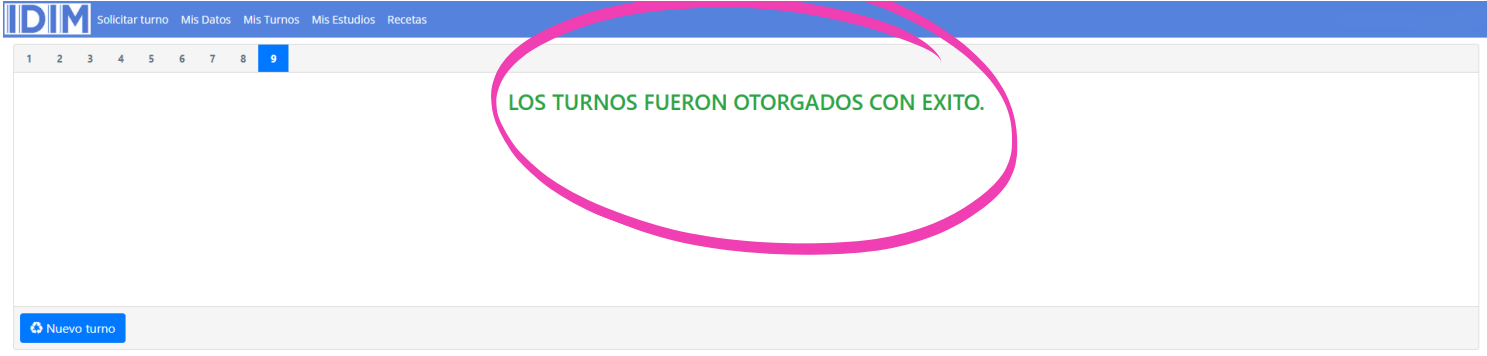 IDIM Solicitar turno Mis Datos Mis Turnos Mis Estudios Recetas
1 2 3 4 5 6 7 8 9
LOS TURNOS FUERON OTORGADOS CON EXITO.
Nuevo turno